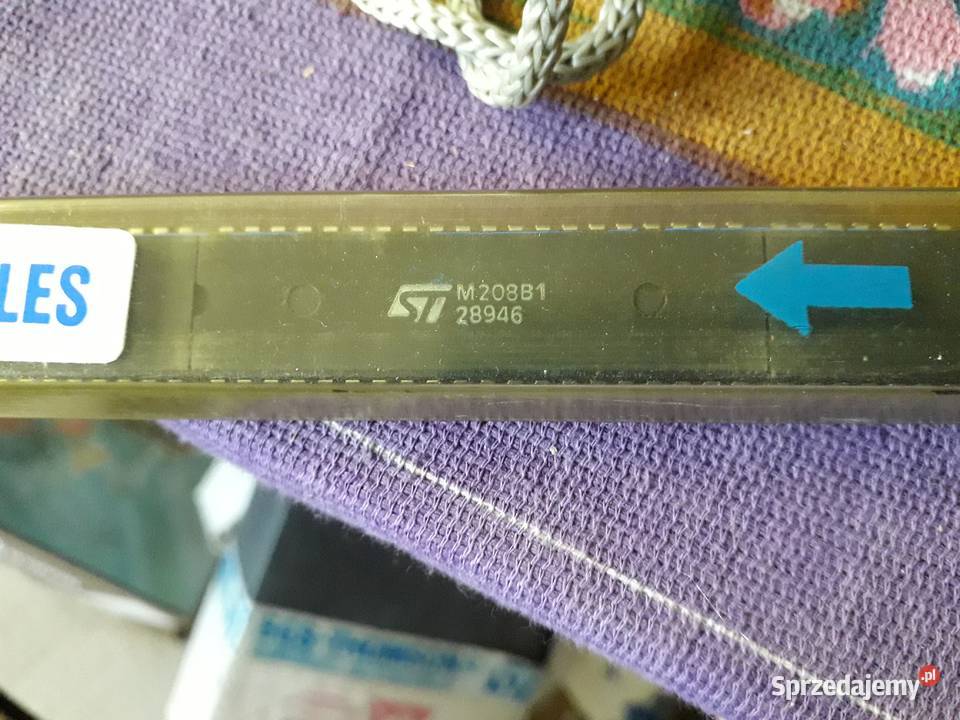 LES
ST M208B1
28946
Sprzedajemy.pl